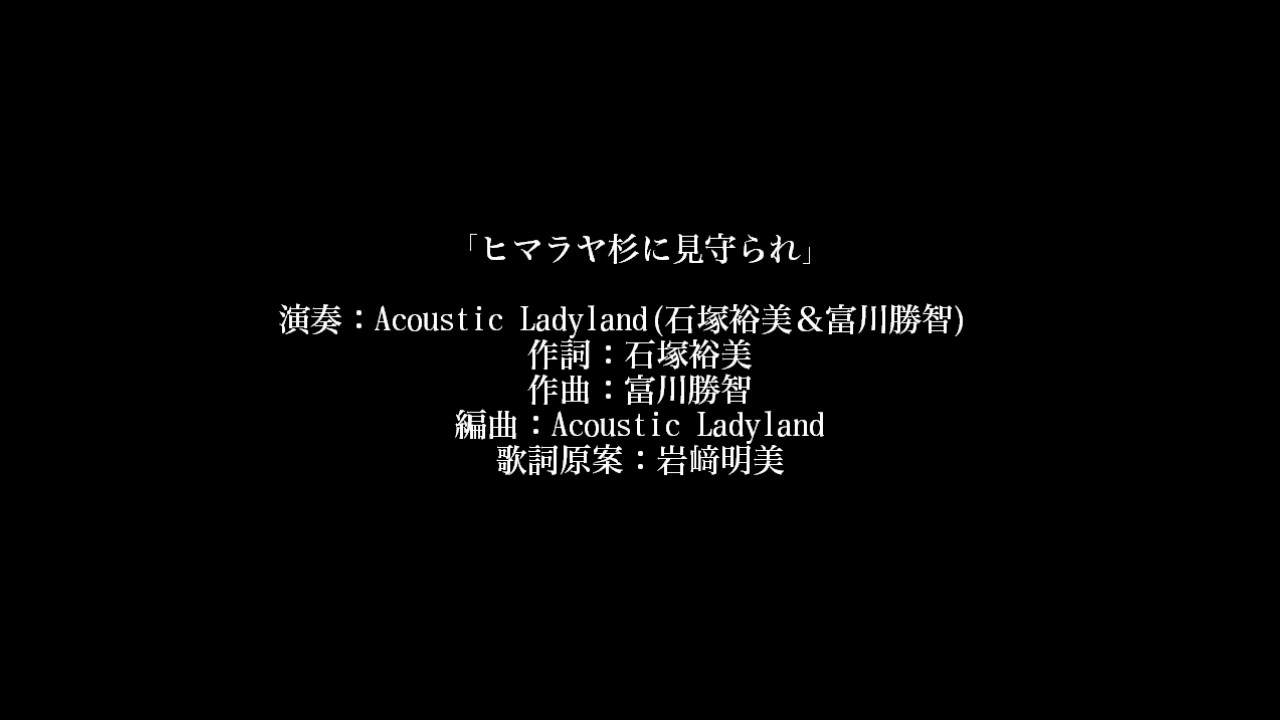 「ヒマラヤ杉に見守られ」
演奏：Acoustic Ladyland(石塚裕美＆富川勝智)
作詞：石塚裕美
作曲：富川勝智
編曲：Acoustic Ladyland
歌詞原案：岩﨑明美